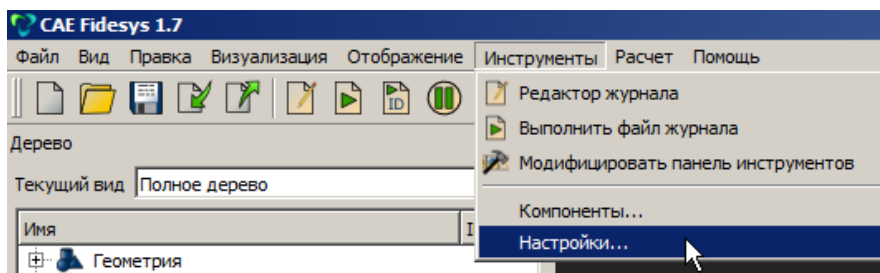 CAE Fidesys 1.7
Файл Вид Правка Визуализация Отображение Инструменты Расчет Помощь
ID
Редактор журнала
Выполнить файл журнала
Модифицировать панель инструментов
Компоненты...
Настройки...
Дерево
Текущий вид Полное дерево
Имя I
Геометрия